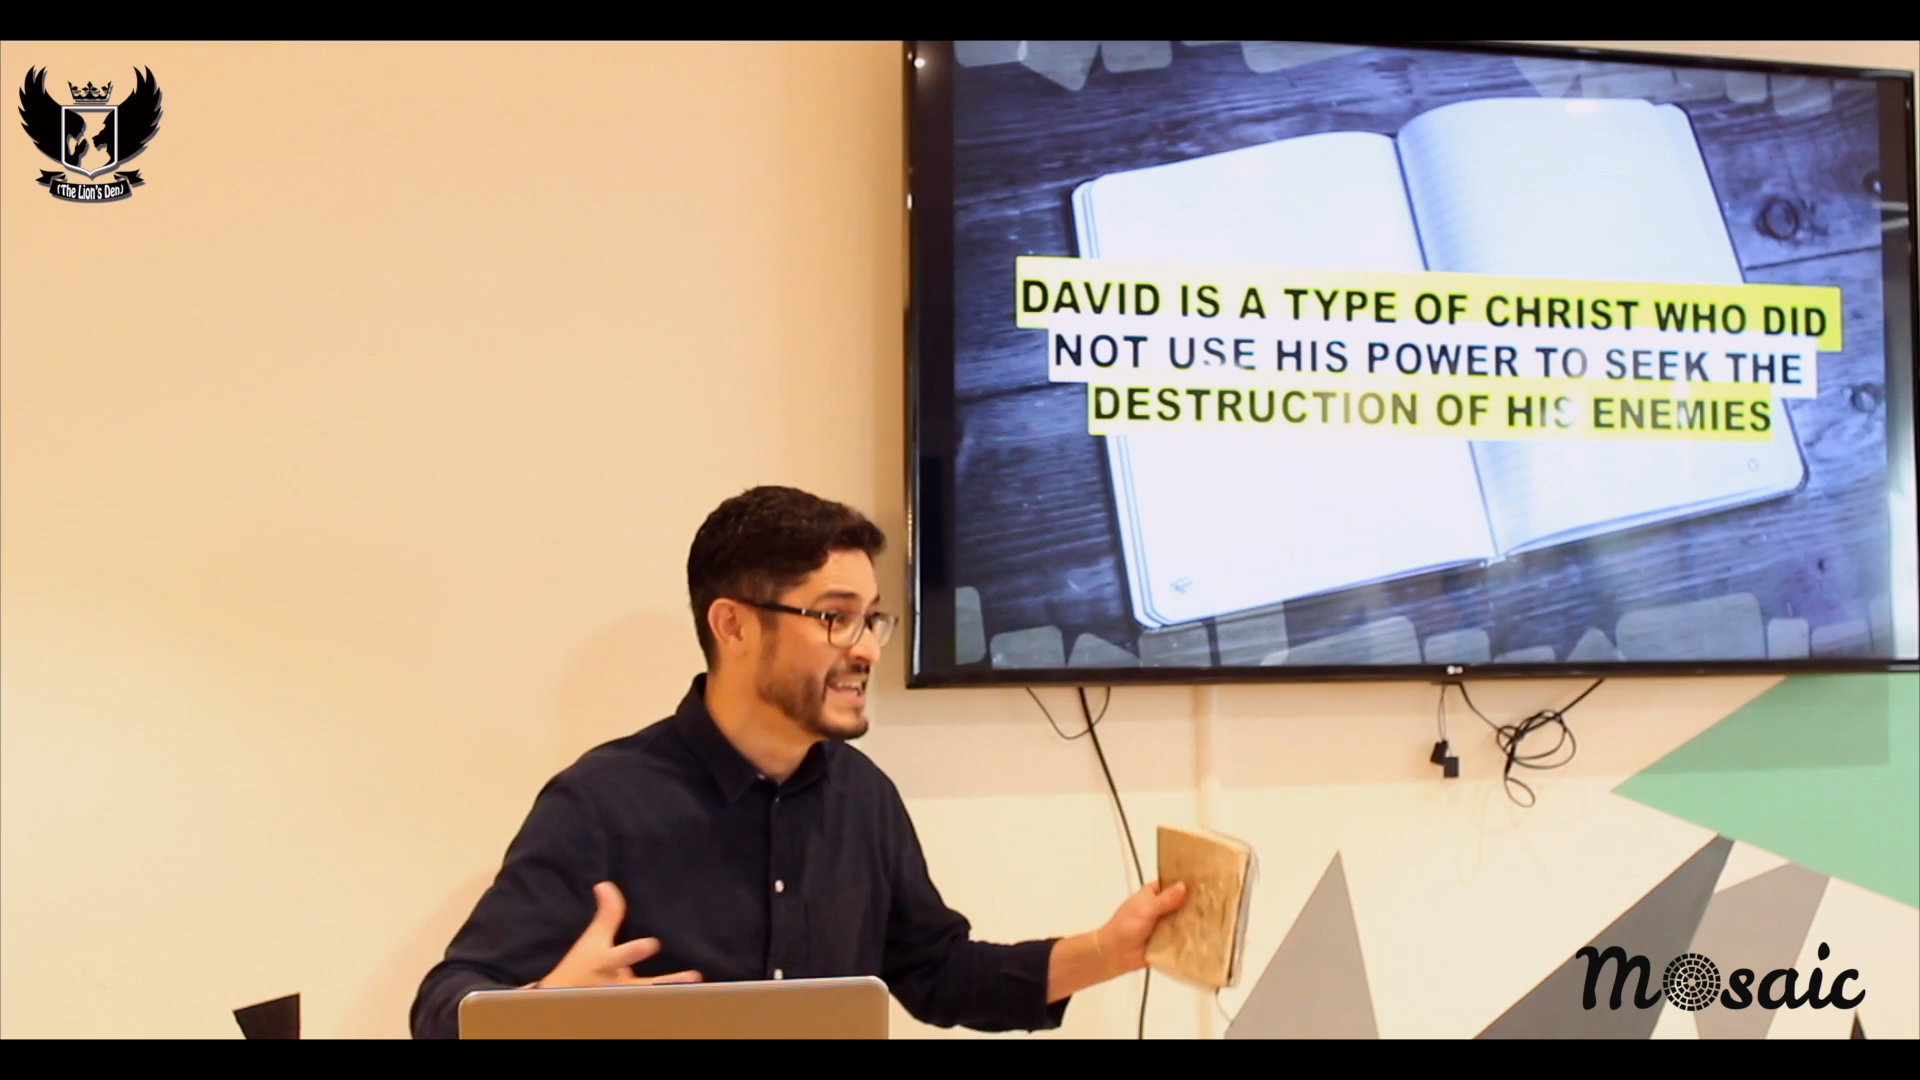 (The Lion's Den)
DAVID IS A TYPE OF CHRIST WHO DID
NOT USE HIS POWER TO SEEK THE
DESTRUCTION OF HIS ENEMIES
LG
Mosaic